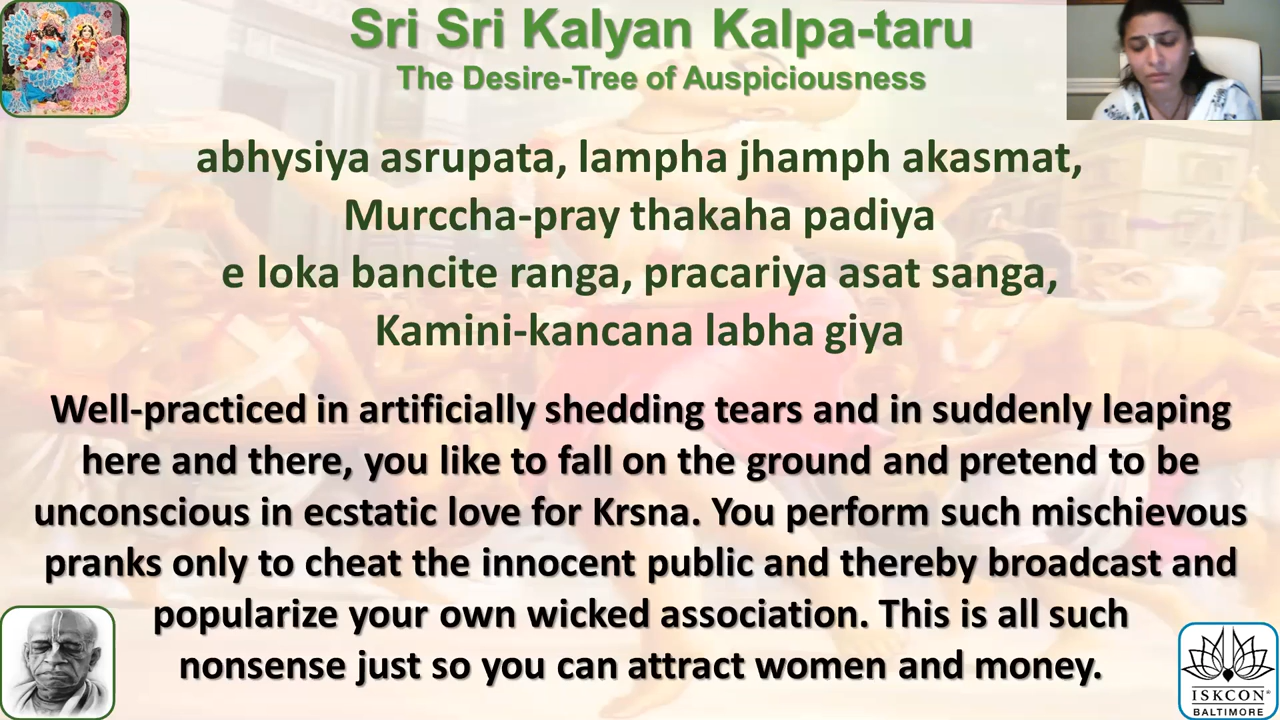 Sri Sri Kalyan Kalpa-taru
The Desire-Tree of Auspiciousness
abhysiya asrupata, lampha jhamph akasmat,
Murccha-pray thakaha padiya
e loka bancite ranga, pracariya asat sanga,
Kamini-kancana labha giya
Well-practiced in artificially shedding tears and in suddenly leaping
here and there, you like to fall on the ground and pretend to be
unconscious in ecstatic love for Krsna. You perform such mischievous
pranks only to cheat the innocent public and thereby broadcast and
popularize your own wicked association. This is all such
nonsense just so you can attract women and money.
ISKCON®
BALTIMORE